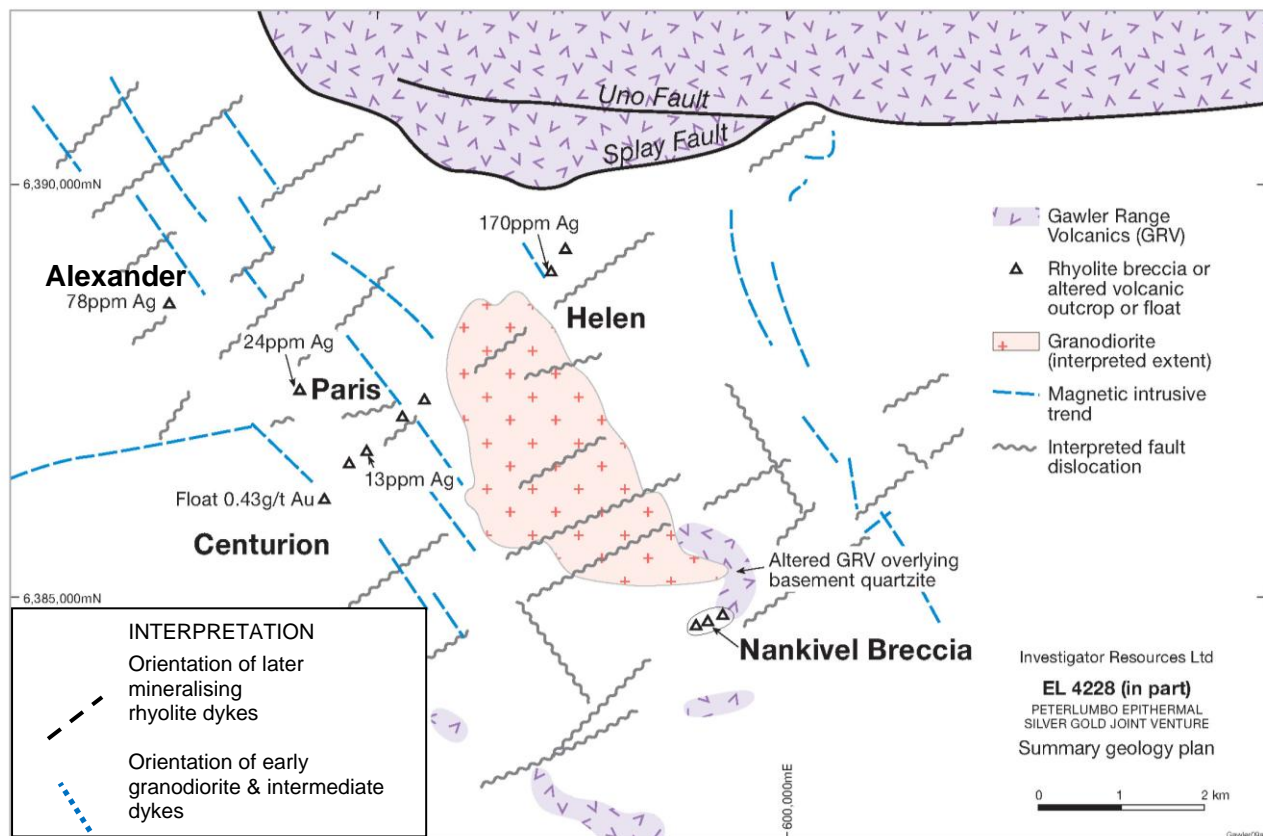 Uno Fault
Splay Fault
6,390,000mN
170ppm Ag
Gawler Range
Volcanics (GRV)
Alexander
78ppm Ag
Rhyolite breccia or
altered volcanic
outcrop or float
Helen
24ppm Ag
Paris
Granodiorite
(interpreted extent)
Magnetic intrusive
trend
Interpreted fault
dislocation
13ppm Ag
Float 0.43g/t Au
Centurion
Altered GRV overlying
basement quartzite
6,385,000mN
Nankivel Breccia
INTERPRETATION
Orientation of later
mineralising
rhyolite dykes
Orientation of early
granodiorite & intermediate
dykes
Investigator Resources Ltd
EL 4228 (in part)
PETERLUMBO EPITHERMAL
SILVER GOLD JOINT VENTURE
Summary geology plan
600,000mE
0 1 2 km